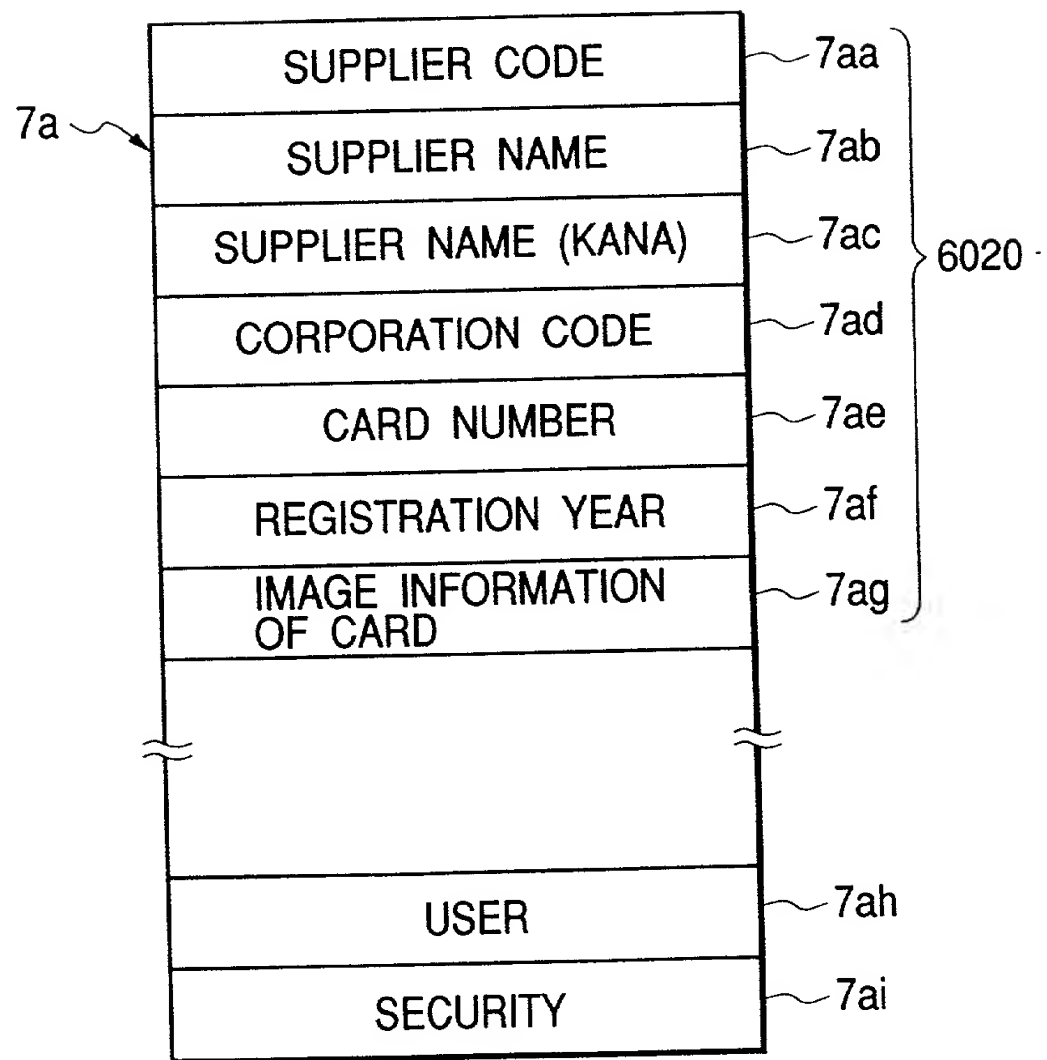 SUPPLIER CODE 7aa
7a
SUPPLIER NAME 7ab
SUPPLIER NAME (KANA) 7ac
6020
CORPORATION CODE 7ad
CARD NUMBER 7ae
REGISTRATION YEAR 7af
IMAGE INFORMATION 7ag
OF CARD
USER 7ah
SECURITY 7ai